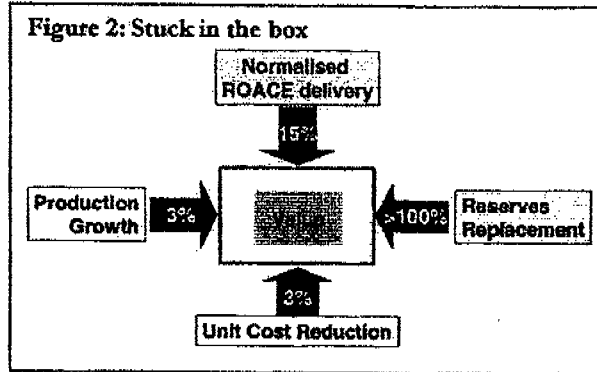 Figure 2: Stuck in the box
Normalised
ROACE delivery
15%
Production
Growth
3%
Value
>100%
Reserves
Replacement
3%
Unit Cost Reduction